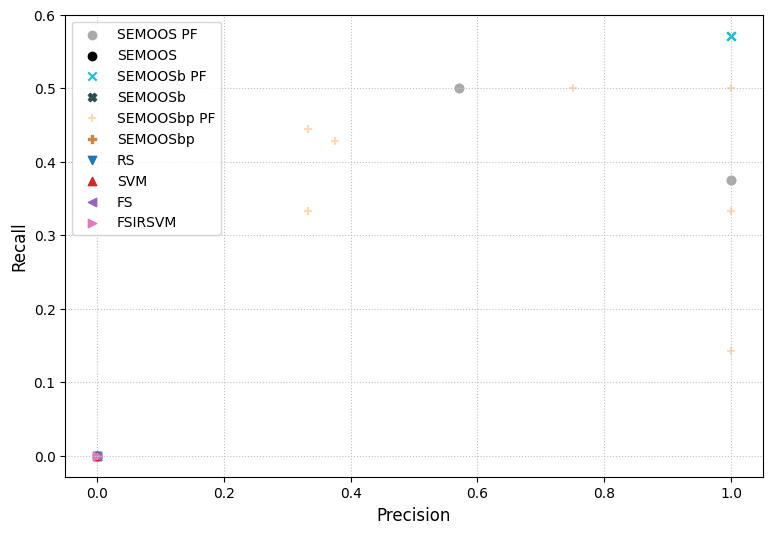 SEMOOS PF
SEMOOS
SEMOOSb PF
SEMOOSb
SEMOOSbp PF
SEMOOSbp
RS
SVM
FS
FSIRSVM
0.6
0.5
0.4
0.3
0.2
0.1
0.0
Recall
0.0 0.2 0.4 0.6 0.8 1.0
Precision